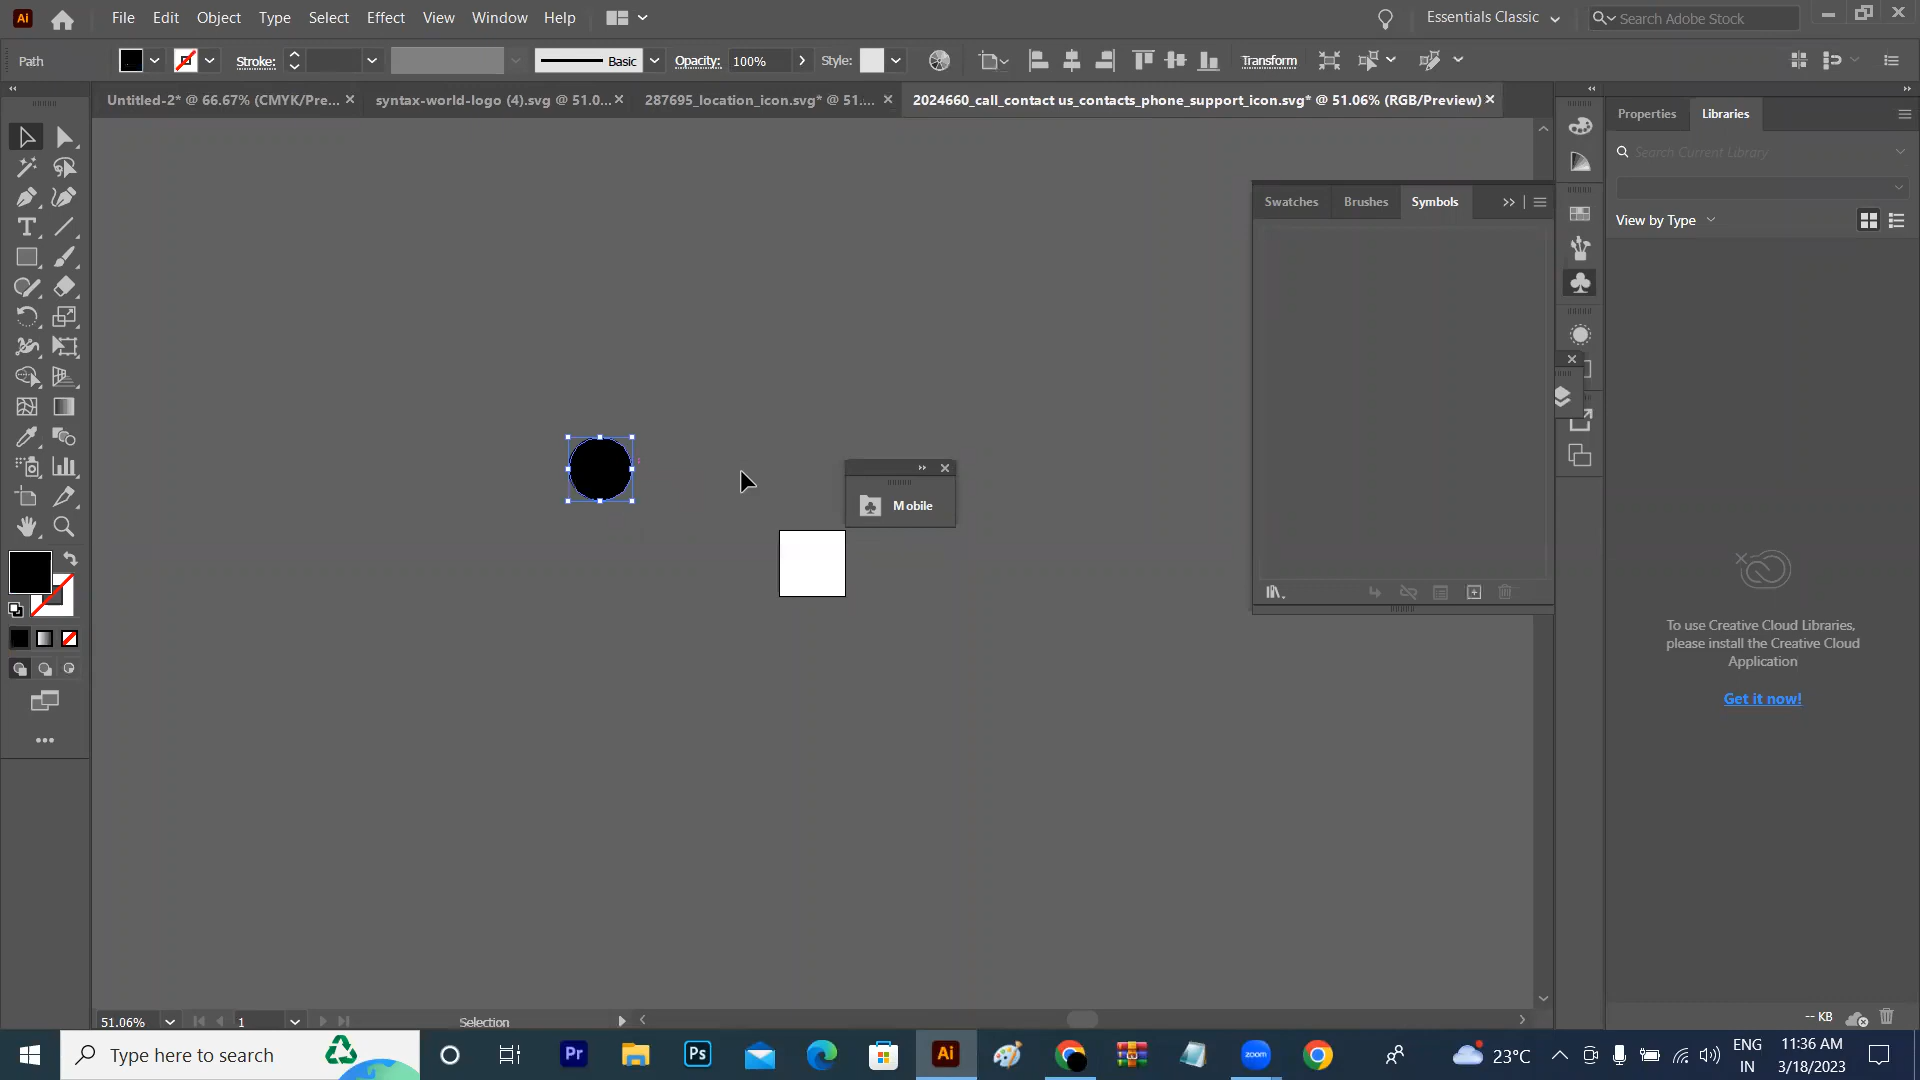 Ai File Edit Object Type Select Effect View Window Help Essentials Classic Search Adobe Stock
Path Stroke: Basic Opacity: 100% Style: Transform
Untitled-2* @ 66.67% (CMYK/Pre... syntax-world-logo (4).svg @ 51.0... 287695_location_icon.svg* @ 51.... 2024660_call_contact us_contacts_phone_support_icon.svg* @ 51.06% (RGB/Preview)
Properties Libraries
Search Current Library
View by Type
Swatches Brushes Symbols
Mobile
To use Creative Cloud Libraries,
please install the Creative Cloud
Application
Get it now!
-- KB
51.06% 1 Selection
Type here to search Pr Ps Ai zoom 23°C ENG
IN 11:36 AM
3/18/2023